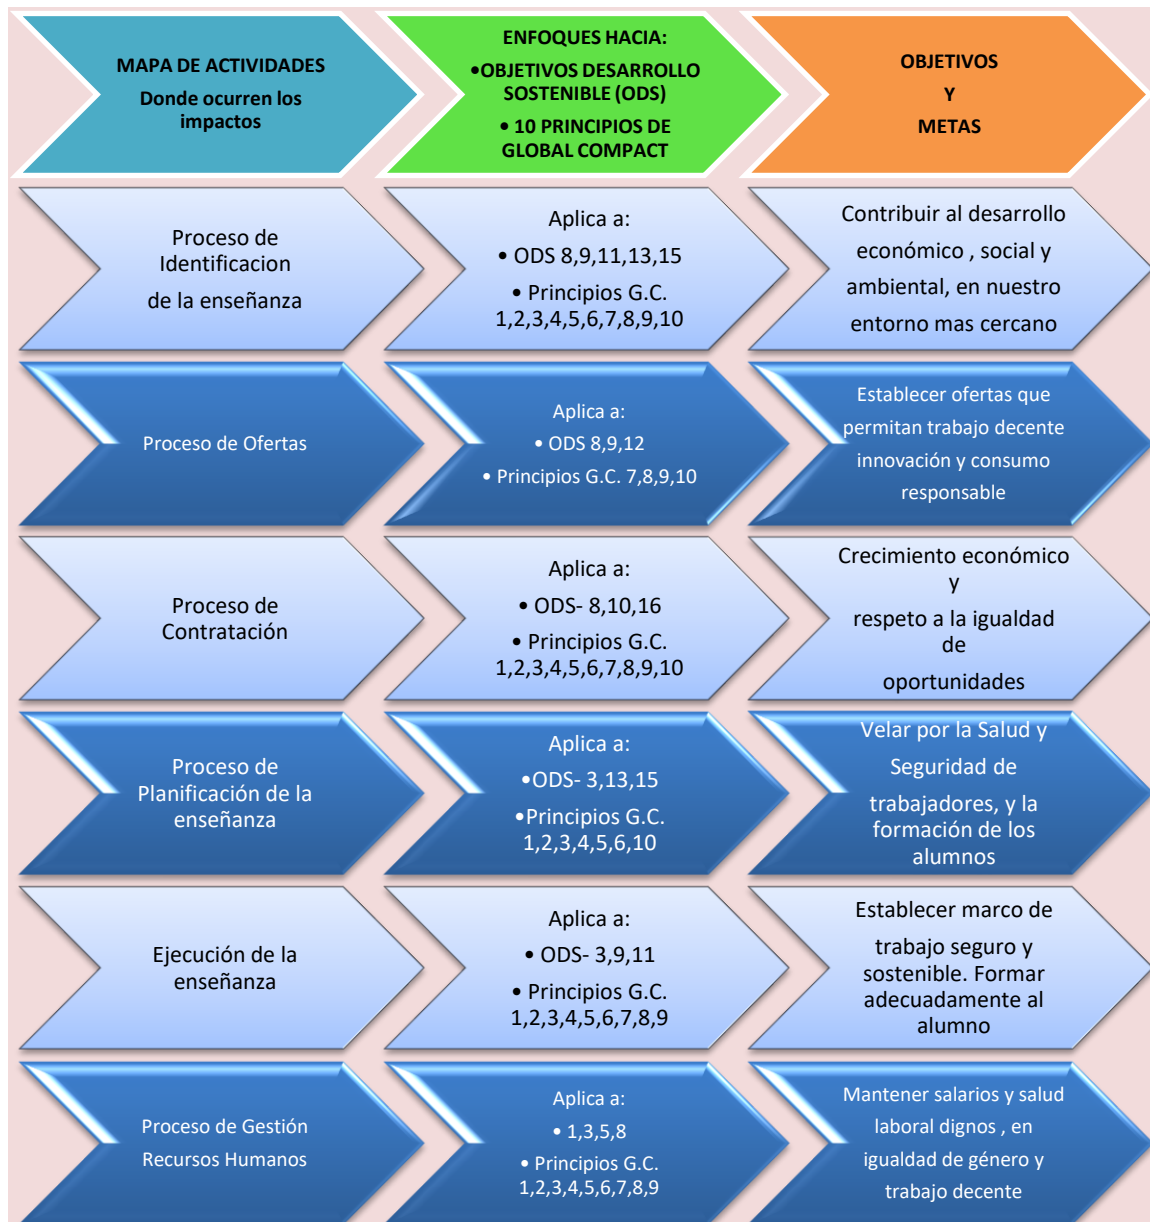 MAPA DE ACTIVIDADES
Donde ocurren los
impactos
ENFOQUES HACIA:
•OBJETIVOS DESARROLLO
SOSTENIBLE (ODS)
• 10 PRINCIPIOS DE
GLOBAL COMPACT
OBJETIVOS
Y
METAS
Proceso de
Identificacion
de la enseñanza
Aplica a:
• ODS 8,9,11,13,15
• Principios G.C.
1,2,3,4,5,6,7,8,9,10
Contribuir al desarrollo
económico , social y
ambiental, en nuestro
entorno mas cercano
Proceso de Ofertas
Aplica a:
• ODS 8,9,12
• Principios G.C. 7,8,9,10
Establecer ofertas que
permitan trabajo decente
innovación y consumo
responsable
Proceso de
Contratación
Aplica a:
• ODS- 8,10,16
• Principios G.C.
1,2,3,4,5,6,7,8,9,10
Crecimiento económico
y
respeto a la igualdad
de
oportunidades
Proceso de
Planificación de la
enseñanza
Aplica a:
•ODS- 3,13,15
•Principios G.C.
1,2,3,4,5,6,10
Velar por la Salud y
Seguridad de
trabajadores, y la
formación de los
alumnos
Ejecución de la
enseñanza
Aplica a:
• ODS- 3,9,11
• Principios G.C.
1,2,3,4,5,6,7,8,9
Establecer marco de
trabajo seguro y
sostenible. Formar
adecuadamente al
alumno
Proceso de Gestión
Recursos Humanos
Aplica a:
• 1,3,5,8
• Principios G.C.
1,2,3,4,5,6,7,8,9
Mantener salarios y salud
laboral dignos , en
igualdad de género y
trabajo decente